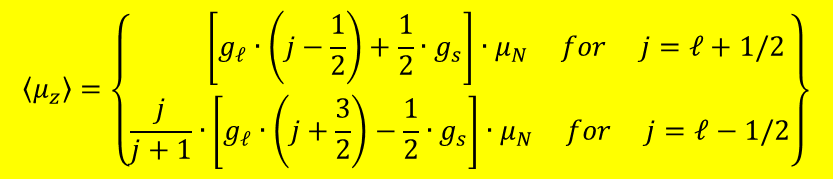 ⟨μ_z⟩ = { [g_ℓ · (j − 1/2) + 1/2 · g_s] · μ_N for j = ℓ + 1/2
j/(j + 1) · [g_ℓ · (j + 3/2) − 1/2 · g_s] · μ_N for j = ℓ − 1/2 }